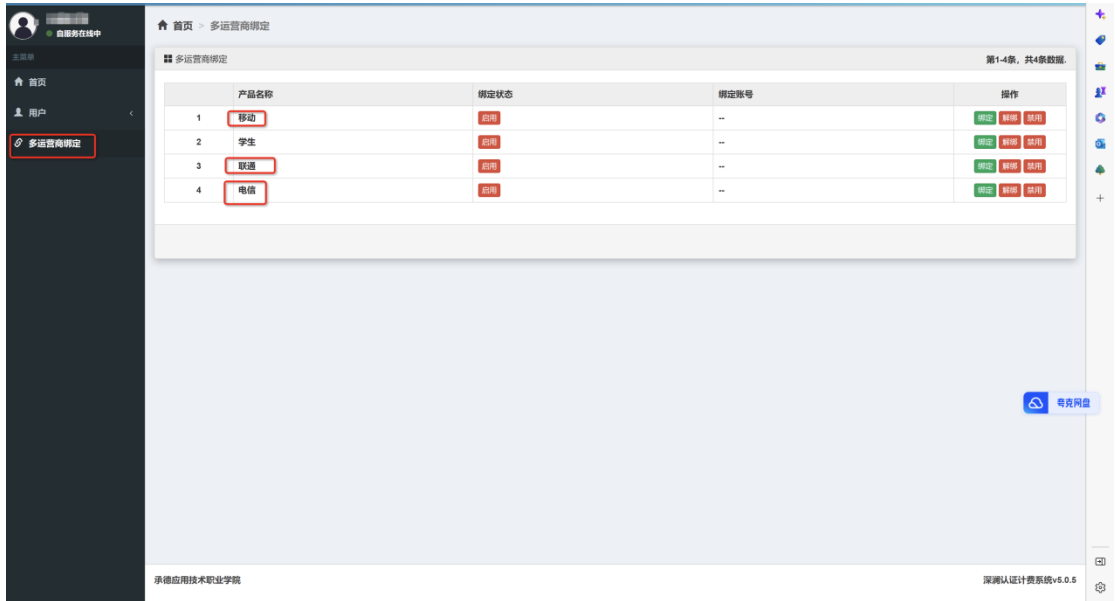 自服务在线中
首页 > 多运营商绑定
主菜单
首页
用户
多运营商绑定
多运营商绑定 第1-4条，共4条数据.
产品名称 绑定状态 绑定账号 操作
1 移动 启用 -- 绑定 解绑 禁用
2 学生 启用 -- 绑定 解绑 禁用
3 联通 启用 -- 绑定 解绑 禁用
4 电信 启用 -- 绑定 解绑 禁用
夸克网盘
承德应用技术职业学院 深澜认证计费系统v5.0.5